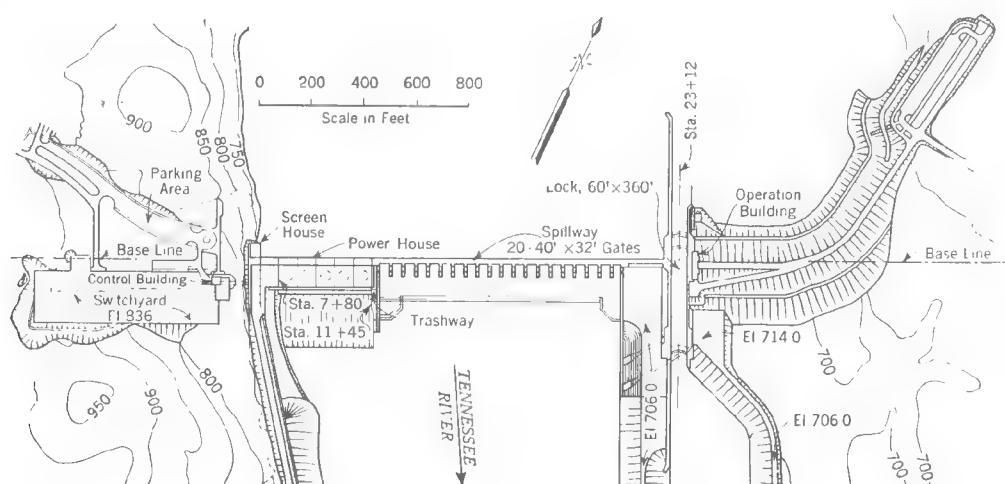 0 200 400 600 800
Scale in Feet
900
850
800
750
Sta. 23+12
Parking
Area
Lock, 60'x360'
Operation
Building
Screen
House
Spillway
20-40' x32' Gates
Power House
Base Line
Base Line
Control Building
Switchyard
El 836
Sta. 7+80
Sta. 11+45
Trashway
El 714 0
700
800
900
950
TENNESSEE
RIVER
El 706 0
El 706 0
700
700